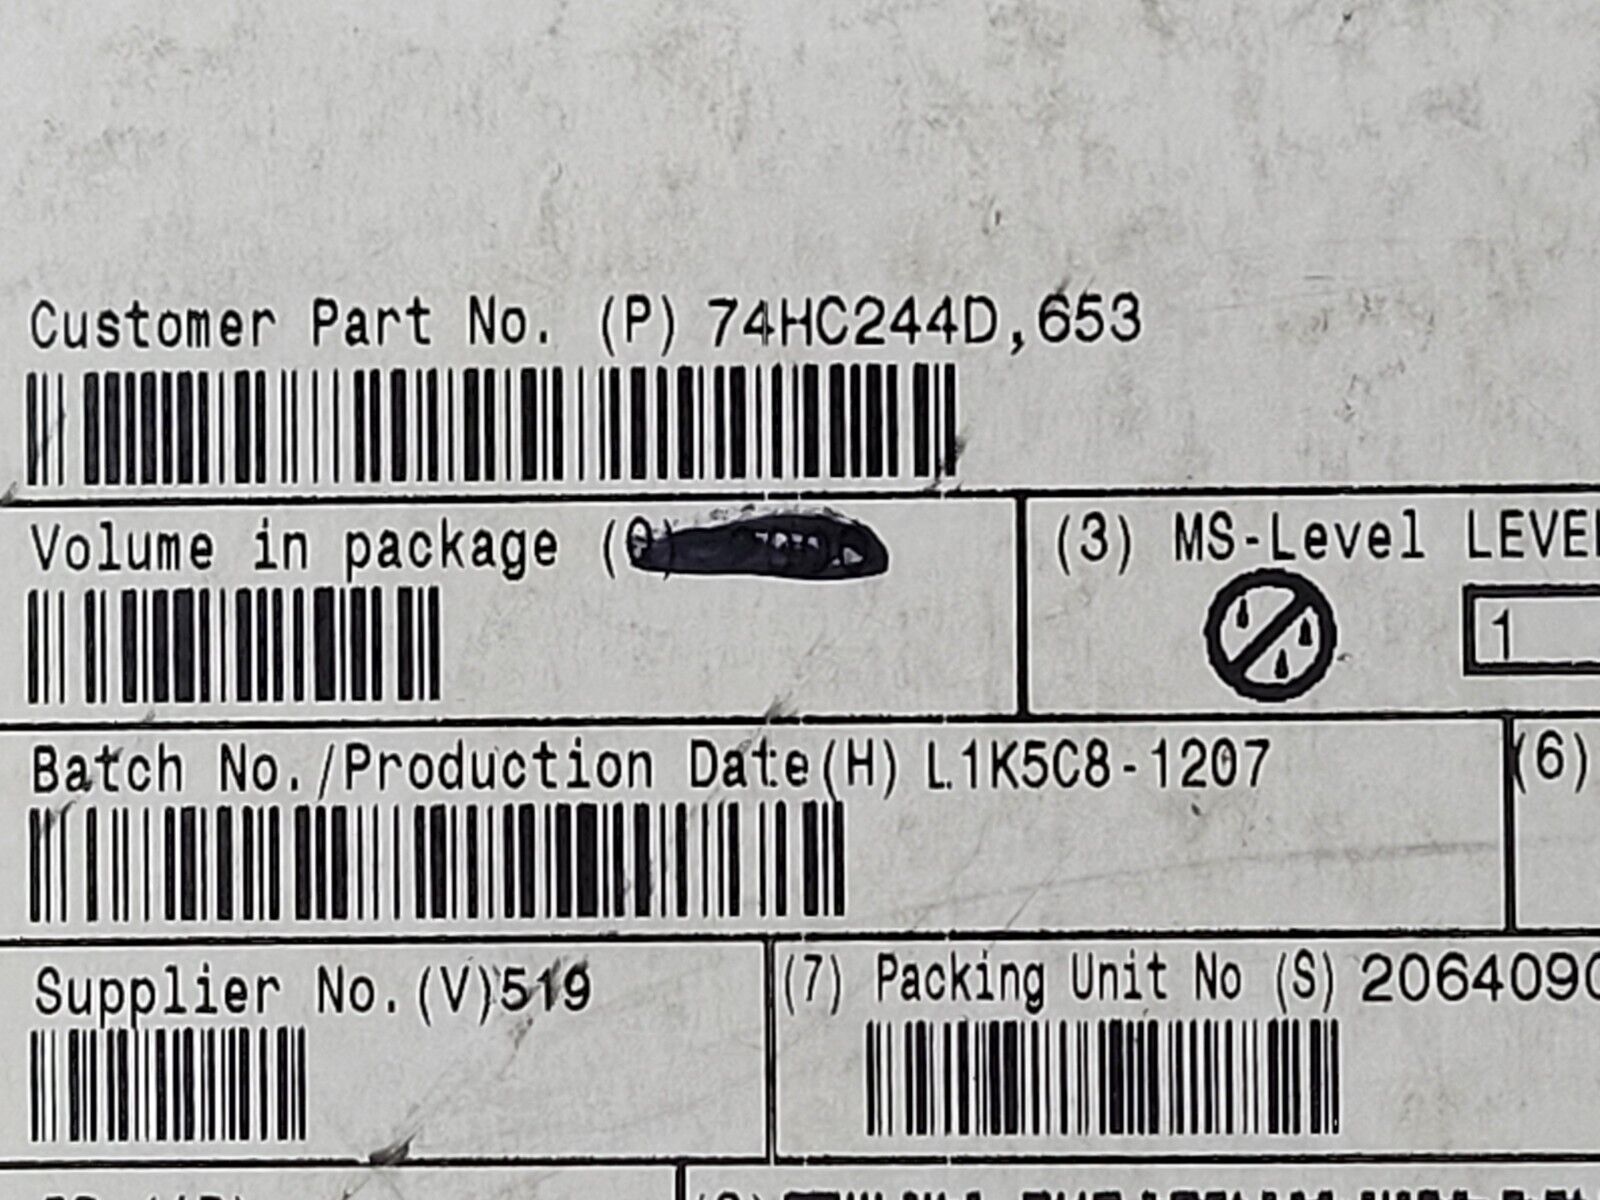 Customer Part No. (P) 74HC244D,653
Volume in package (Q)
(3) MS-Level LEVEL
1
Batch No./Production Date(H) L1K5C8-1207
(6)
Supplier No.(V)519
(7) Packing Unit No (S) 2064090